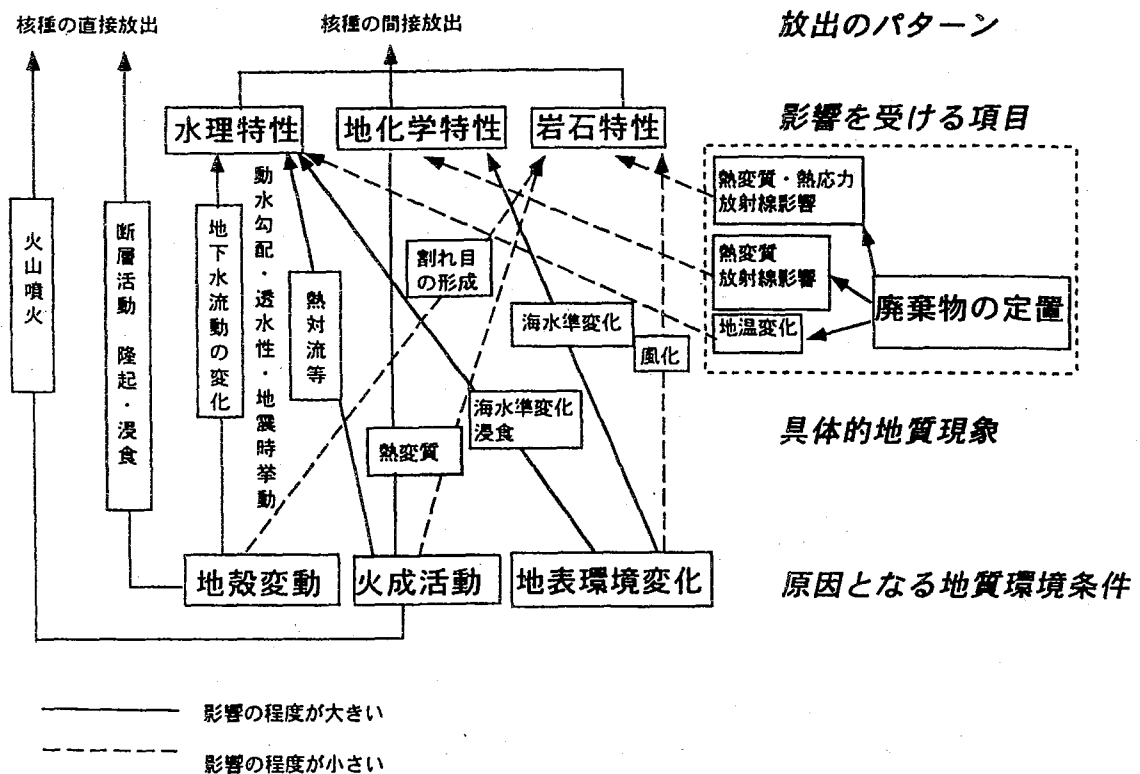 核種の直接放出
核種の間接放出
放出のパターン
水理特性
地化学特性
岩石特性
影響を受ける項目
熱変質・熱応力
放射線影響
熱変質
放射線影響
地温変化
廃棄物の定置
火山噴火
断層活動 隆起・浸食
地下水流動の変化
動水勾配・透水性・地震時挙動
熱対流等
割れ目
の形成
海水準変化
風化
海水準変化
浸食
熱変質
具体的地質現象
地殻変動
火成活動
地表環境変化
原因となる地質環境条件
影響の程度が大きい
影響の程度が小さい